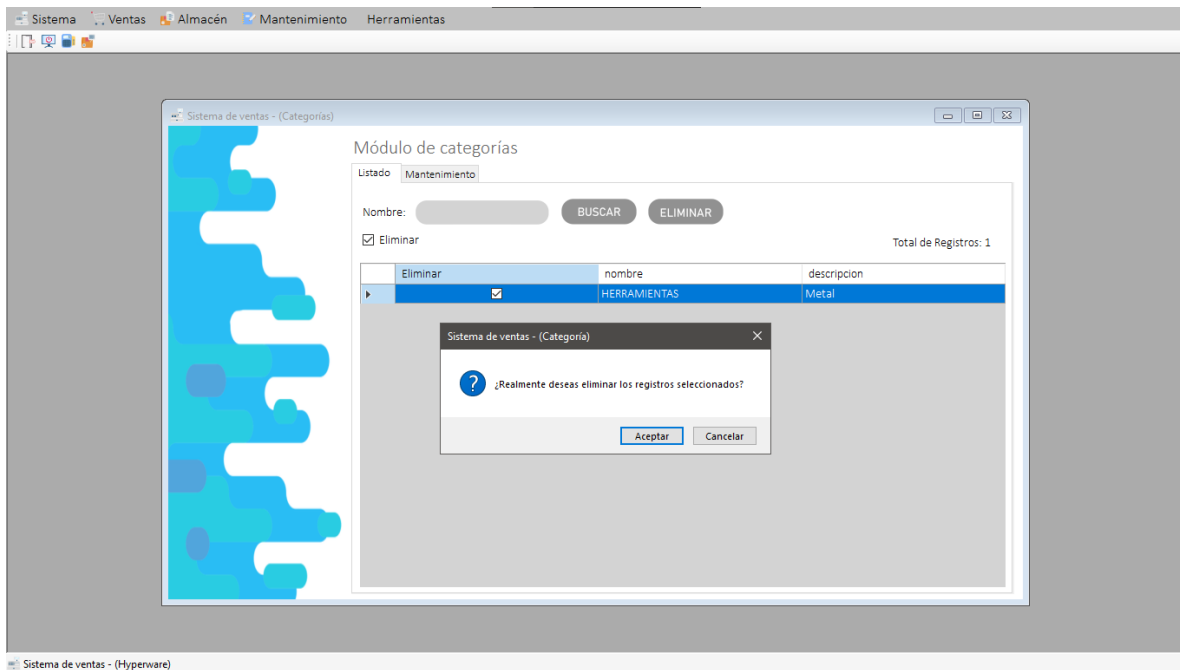 Sistema Ventas Almacén Mantenimiento Herramientas
Sistema de ventas - (Categorías)
Módulo de categorías
Listado Mantenimiento
Nombre: BUSCAR ELIMINAR
Eliminar
Total de Registros: 1
Eliminar nombre descripcion
HERRAMIENTAS Metal
Sistema de ventas - (Categoría)
¿Realmente deseas eliminar los registros seleccionados?
Aceptar Cancelar
Sistema de ventas - (Hyperware)